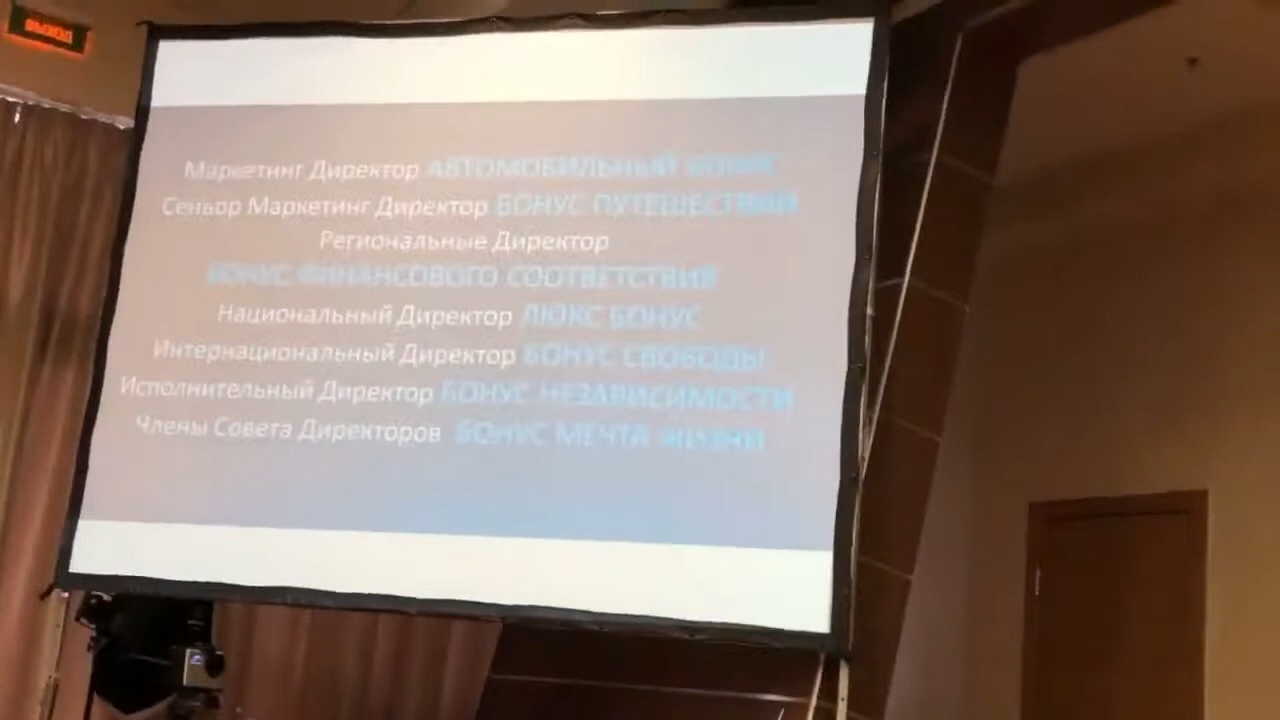 ВЫХОД
Маркетинг Директор АВТОМОБИЛЬНЫЙ БОНУС
Сеньор Маркетинг Директор БОНУС ПУТЕШЕСТВИЙ
Региональные Директор
БОНУС ФИНАНСОВОГО СООТВЕТСТВИЯ
Национальный Директор ЛЮКС БОНУС
Интернациональный Директор БОНУС СВОБОДЫ
Исполнительный Директор БОНУС НЕЗАВИСИМОСТИ
Члены Совета Директоров БОНУС МЕЧТА ЖИЗНИ